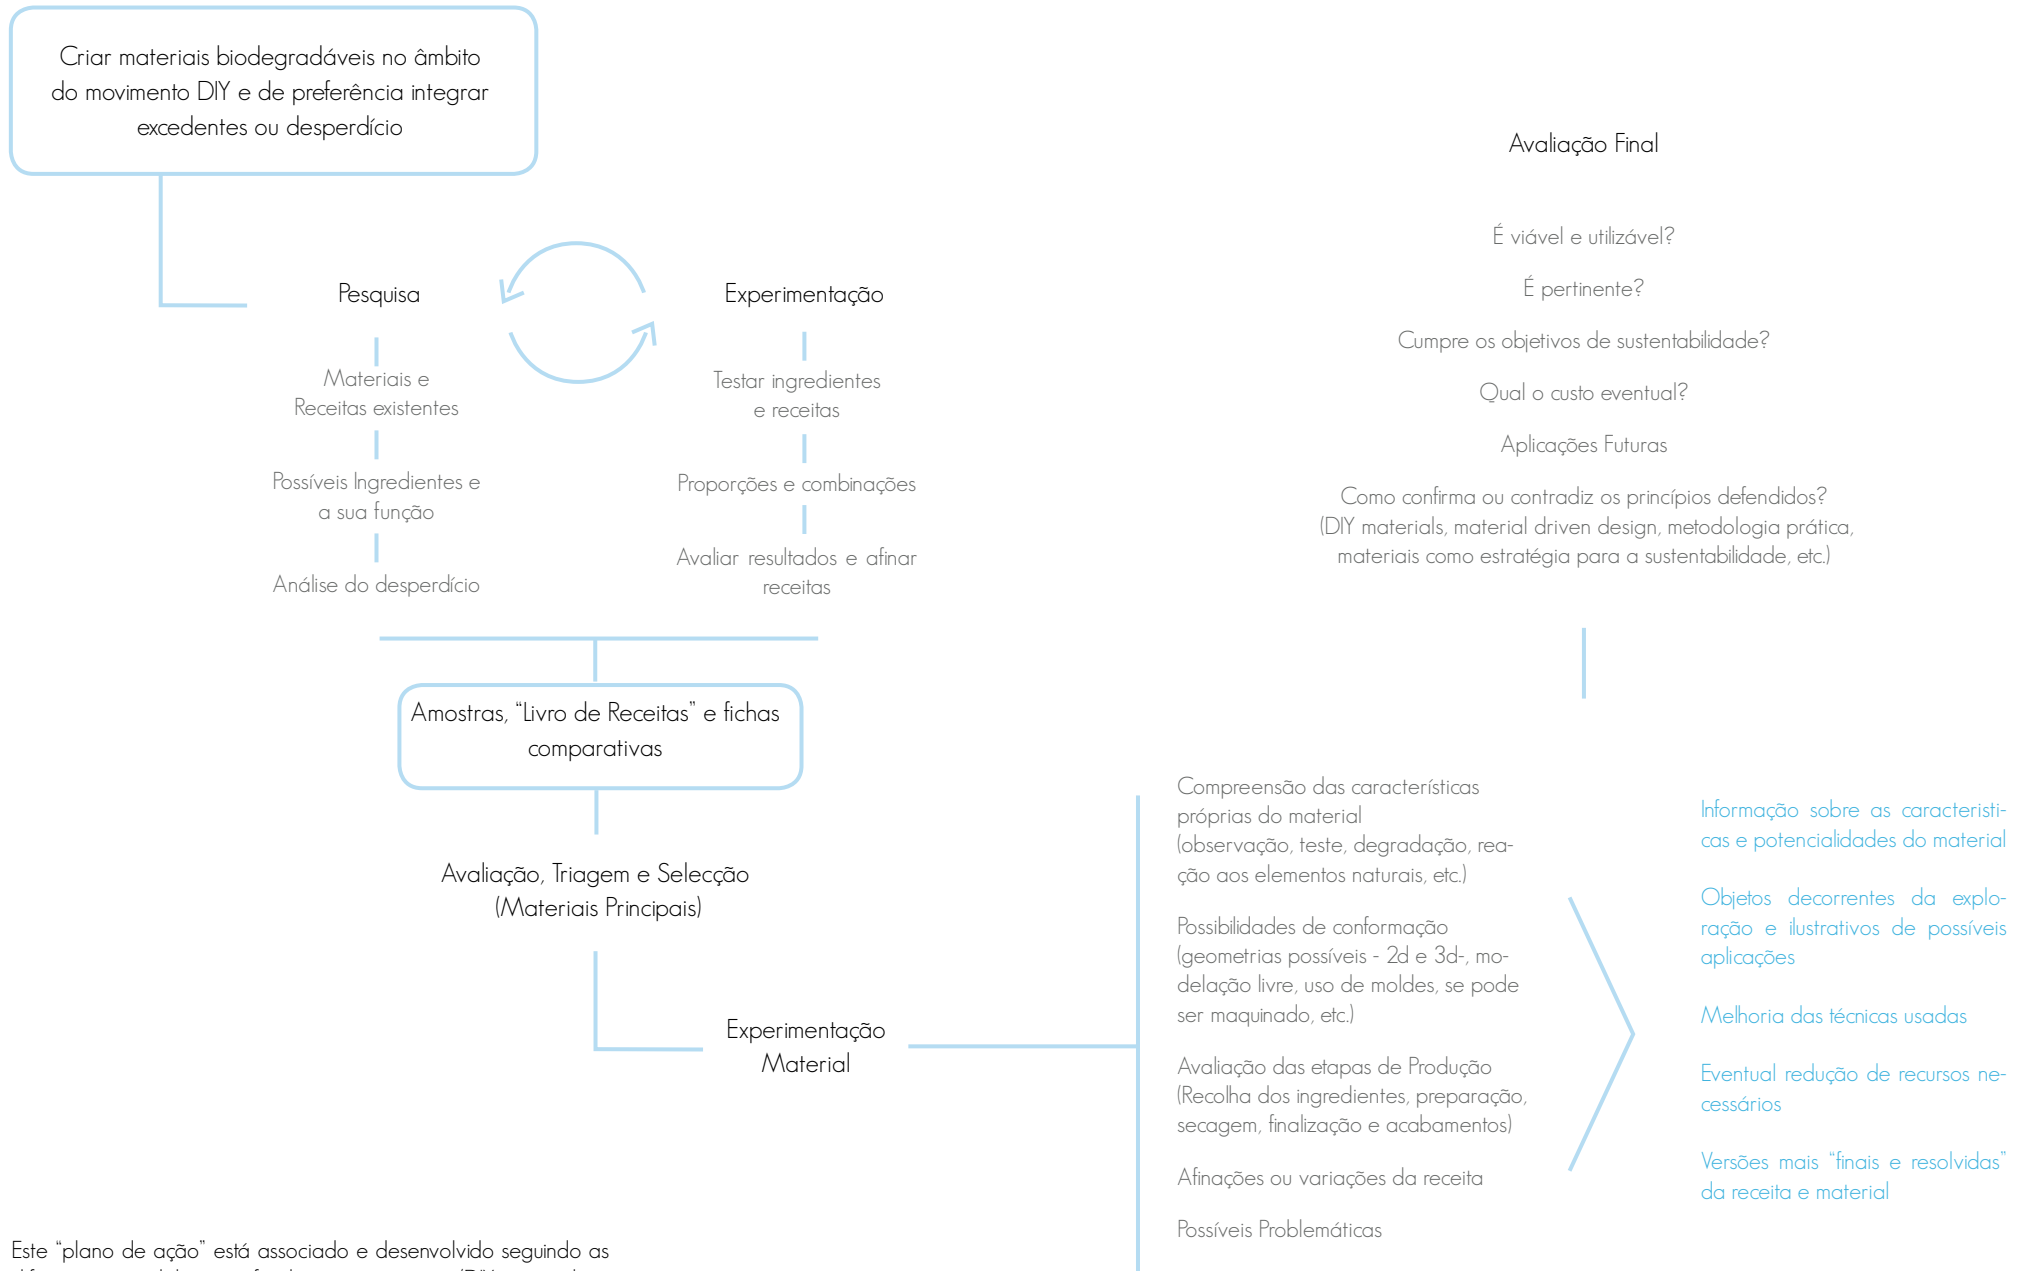 Criar materiais biodegradáveis no âmbito
do movimento DIY e de preferência integrar
excedentes ou desperdício
Pesquisa
Materiais e
Receitas existentes
Possíveis Ingredientes e
a sua função
Análise do desperdício
Experimentação
Testar ingredientes
e receitas
Proporções e combinações
Avaliar resultados e afinar
receitas
Amostras, “Livro de Receitas” e fichas
comparativas
Avaliação, Triagem e Selecção
(Materiais Principais)
Experimentação
Material
Compreensão das características
próprias do material
(observação, teste, degradação, rea-
ção aos elementos naturais, etc.)
Possibilidades de conformação
(geometrias possíveis - 2d e 3d-, mo-
delação livre, uso de moldes, se pode
ser maquinado, etc.)
Avaliação das etapas de Produção
(Recolha dos ingredientes, preparação,
secagem, finalização e acabamentos)
Afinações ou variações da receita
Possíveis Problemáticas
Informação sobre as caracteristi-
cas e potencialidades do material
Objetos decorrentes da explo-
ração e ilustrativos de possíveis
aplicações
Melhoria das técnicas usadas
Eventual redução de recursos ne-
cessários
Versões mais “finais e resolvidas”
da receita e material
Avaliação Final
É viável e utilizável?
É pertinente?
Cumpre os objetivos de sustentabilidade?
Qual o custo eventual?
Aplicações Futuras
Como confirma ou contradiz os princípios defendidos?
(DIY materials, material driven design, metodologia prática,
materiais como estratégia para a sustentabilidade, etc.)
Este “plano de ação” está associado e desenvolvido seguindo as